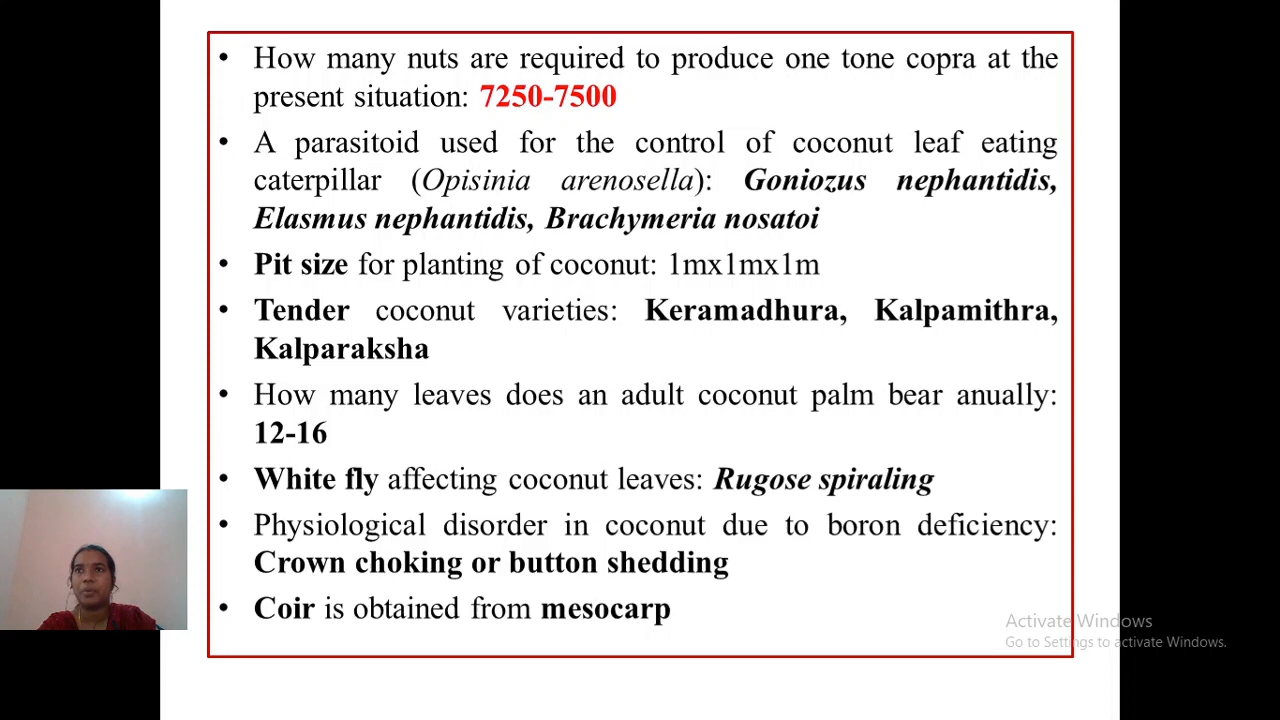 • How many nuts are required to produce one tone copra at the
present situation: 7250-7500
• A parasitoid used for the control of coconut leaf eating
caterpillar (Opisinia arenosella): Goniozus nephantidis,
Elasmus nephantidis, Brachymeria nosatoi
• Pit size for planting of coconut: 1mx1mx1m
• Tender coconut varieties: Keramadhura, Kalpamithra,
Kalparaksha
• How many leaves does an adult coconut palm bear anually:
12-16
• White fly affecting coconut leaves: Rugose spiraling
• Physiological disorder in coconut due to boron deficiency:
Crown choking or button shedding
• Coir is obtained from mesocarp
Activate Windows
Go to Settings to activate Windows.